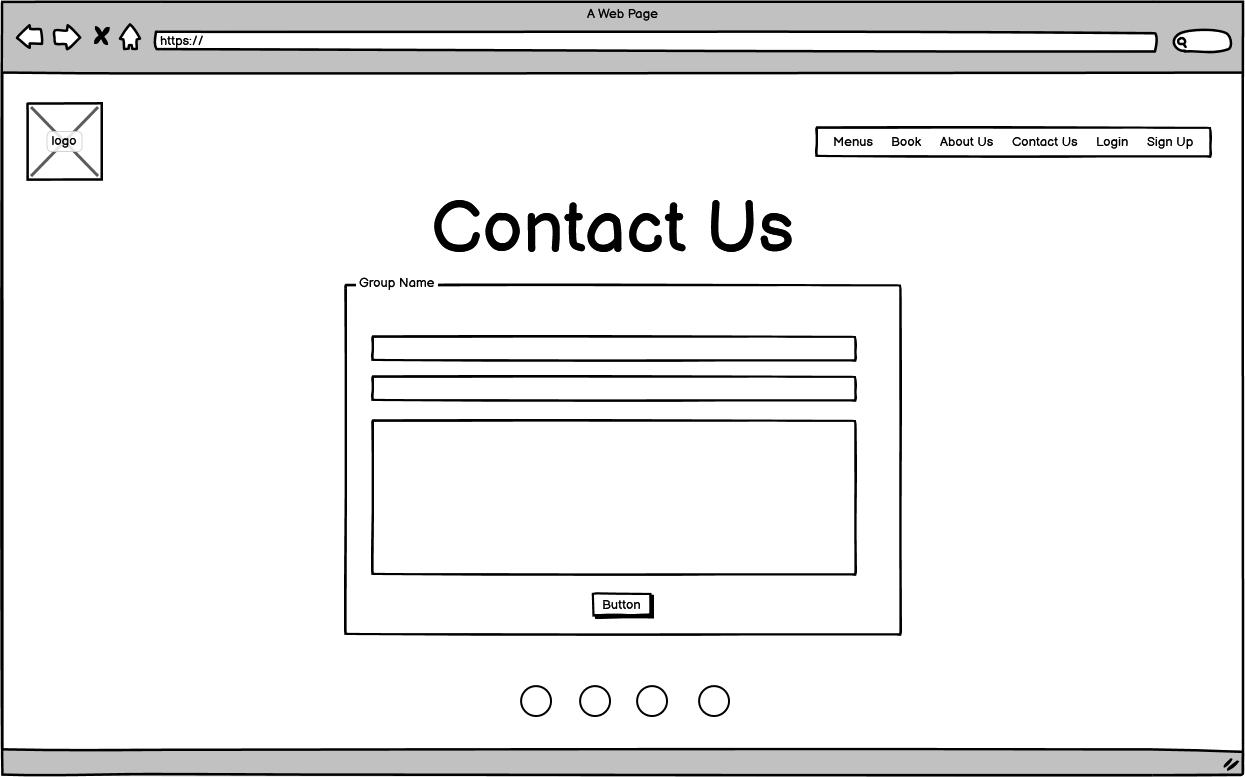 A Web Page
https://
logo
Menus Book About Us Contact Us Login Sign Up
Contact Us
Group Name
Button